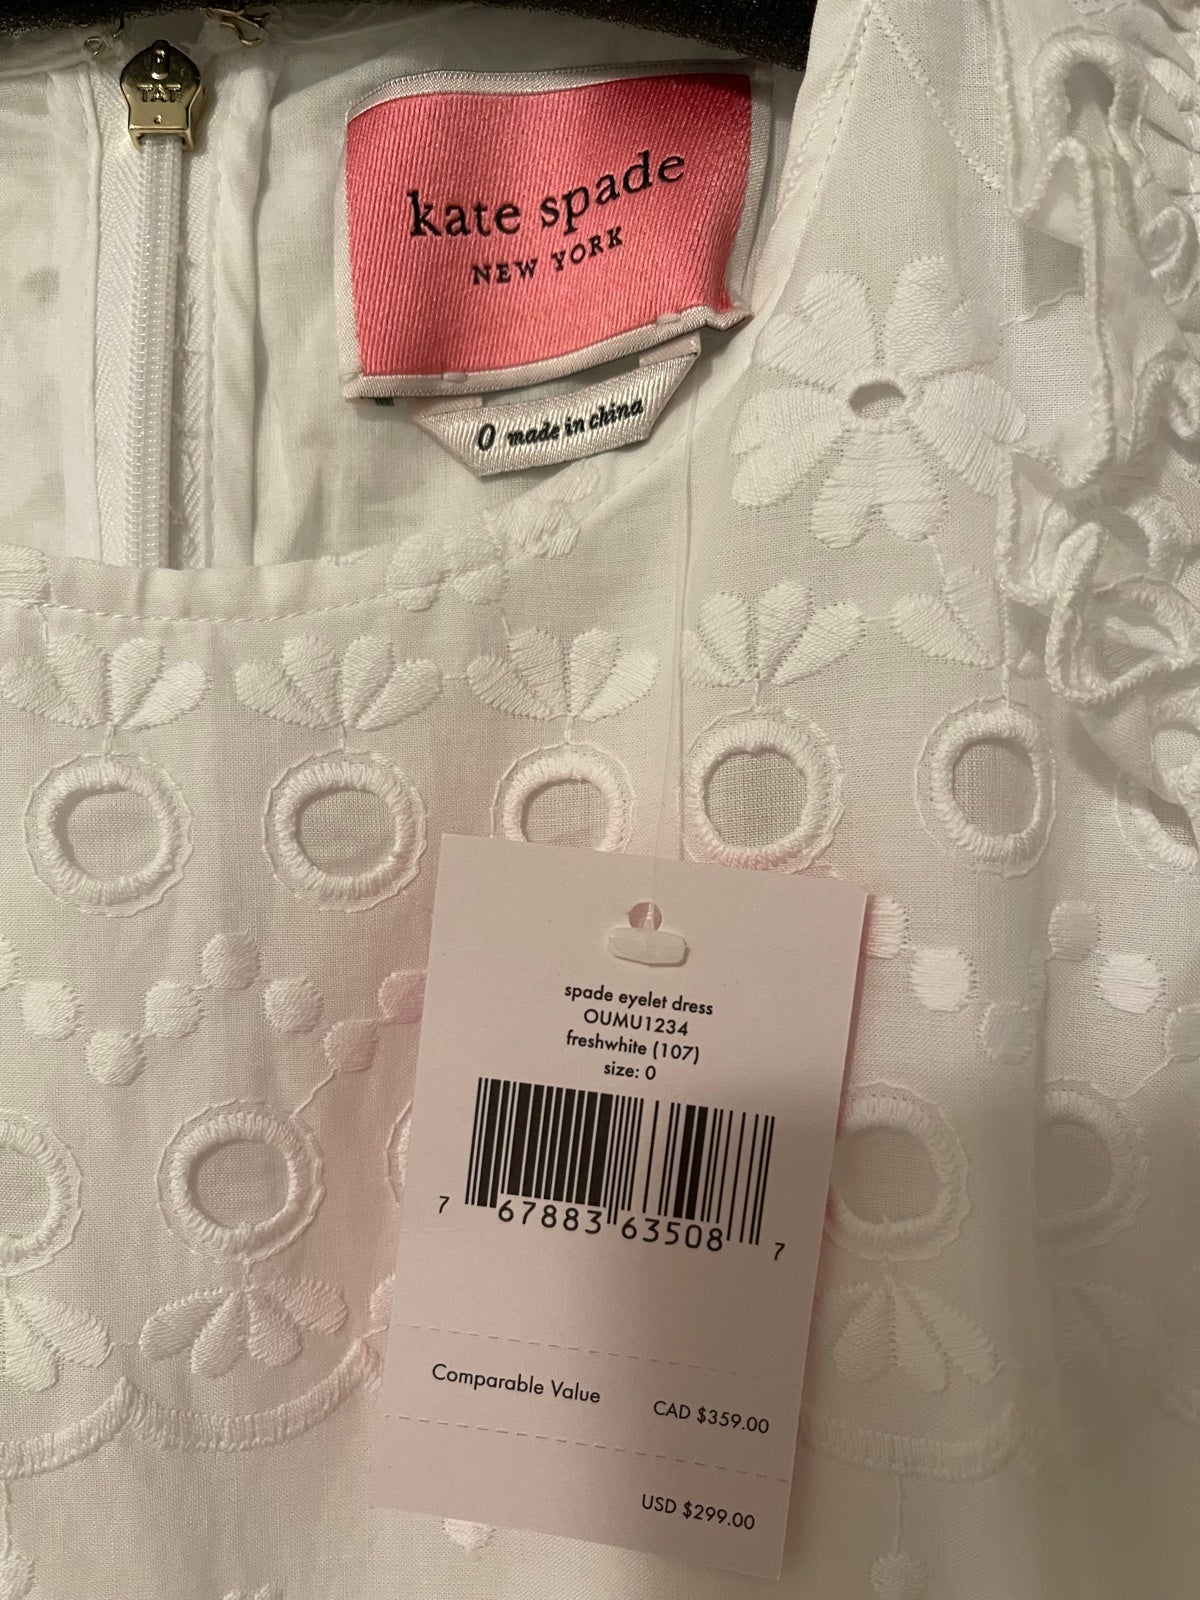 TAT
kate spade
NEW YORK
0 made in china
spade eyelet dress
OUMU1234
freshwhite (107)
size: 0
7 67883 63508 7
Comparable Value CAD $359.00
USD $299.00